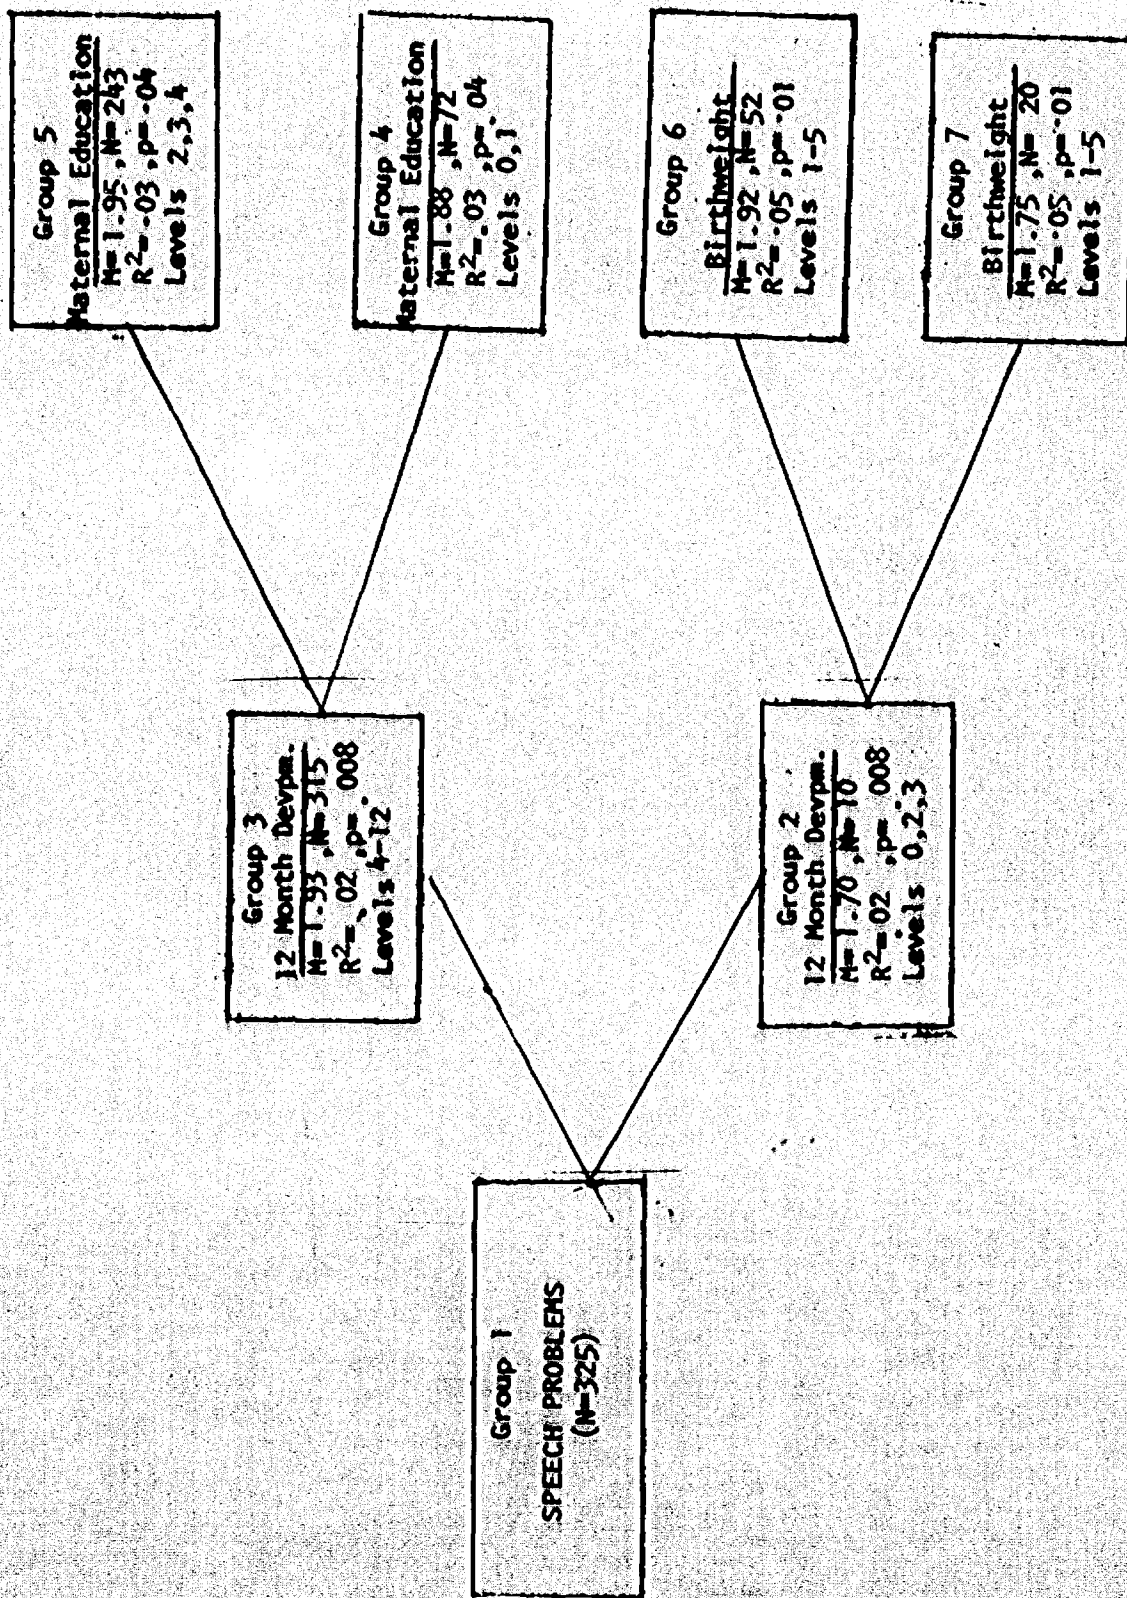 Group 1
SPEECH PROBLEMS
(N=325)
Group 3
12 Month Devpm.
M=1.93 ,N=315
R²=.02 ,p=.008
Levels 4-12
Group 2
12 Month Devpm.
M=1.70 ,N=10
R²=.02 ,p=.008
Levels 0,2,3
Group 5
Maternal Education
M=1.95,N=243
R²=.03 ,p=.04
Levels 2,3,4
Group 4
Maternal Education
M=1.88 ,N=72
R²=.03 ,p=.04
Levels 0,1
Group 6
Birthweight
M=1.92 ,N=52
R²=.05 ,p=.01
Levels 1-5
Group 7
Birthweight
M=1.75 ,N= 20
R²=.05 ,p=.01
Levels 1-5